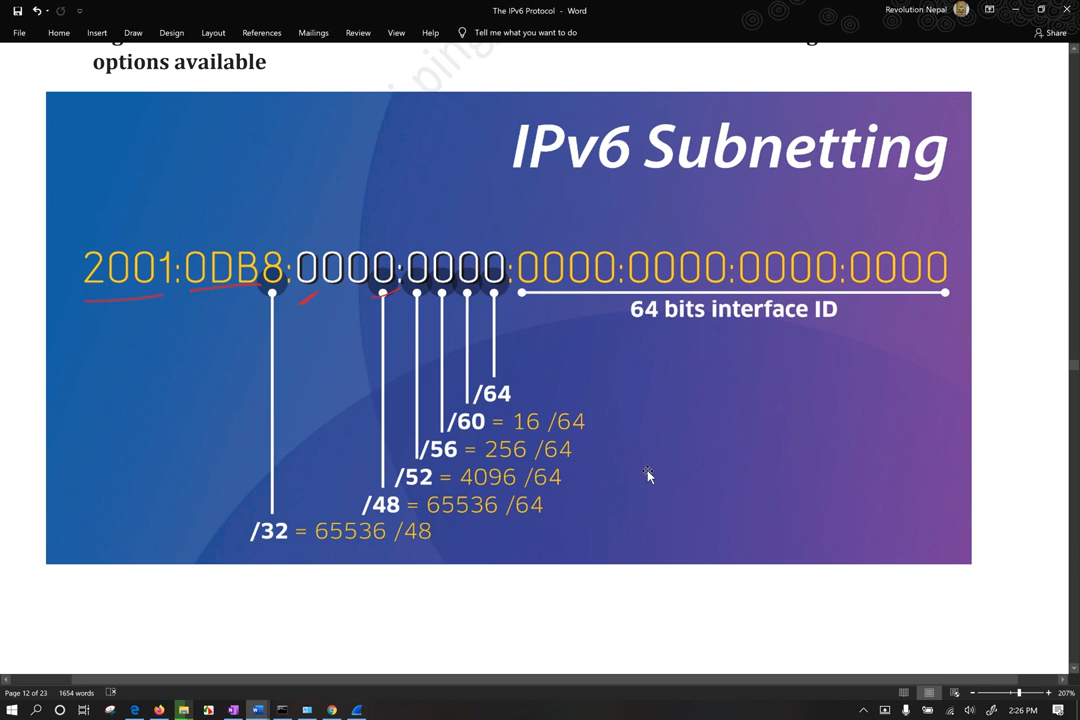 The IPv6 Protocol - Word
Revolution Nepal
File Home Insert Draw Design Layout References Mailings Review View Help Tell me what you want to do Share
options available
IPv6 Subnetting
2001:0DB8:0000:0000:0000:0000:0000:0000
64 bits interface ID
/64
/60 = 16 /64
/56 = 256 /64
/52 = 4096 /64
/48 = 65536 /64
/32 = 65536 /48
Page 12 of 23 1654 words 207%
2:26 PM